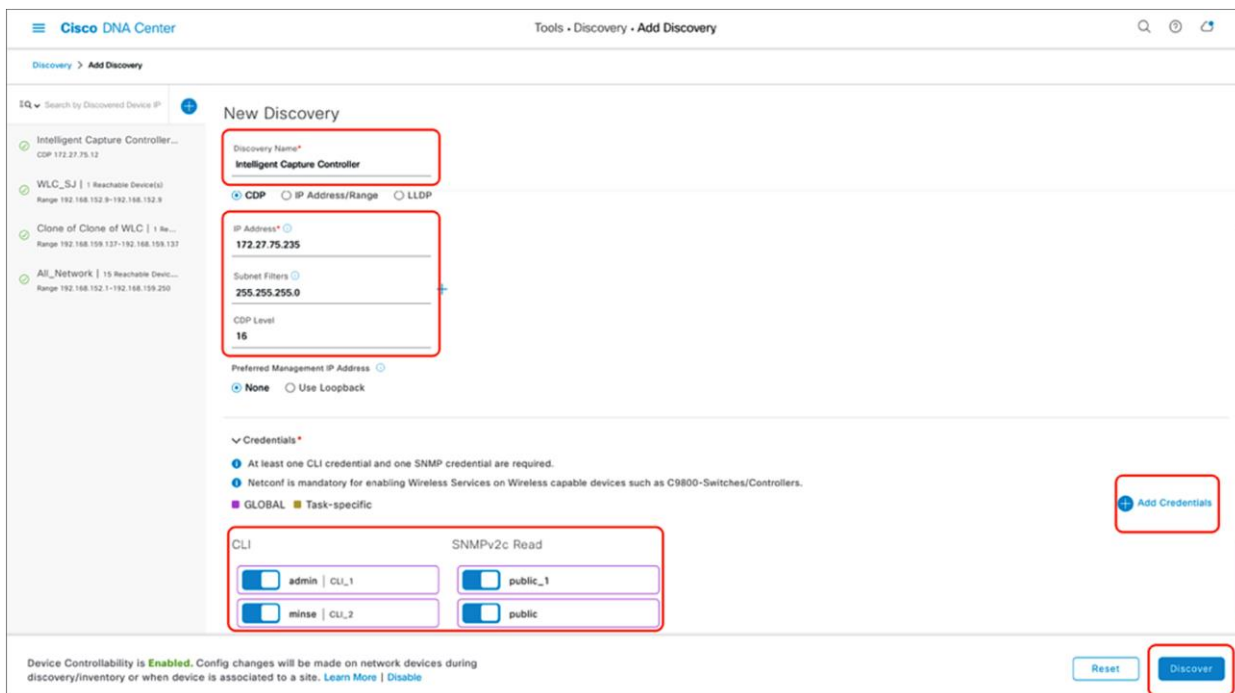 Cisco DNA Center
Tools • Discovery • Add Discovery
Discovery > Add Discovery
Search by Discovered Device IP
Intelligent Capture Controller...
CDP 172.27.75.12
WLC_SJ | 1 Reachable Device(s)
Range 192.168.152.9-192.168.152.9
Clone of Clone of WLC | 1 Re...
Range 192.168.159.137-192.168.159.137
All_Network | 15 Reachable Devic...
Range 192.168.152.1-192.168.159.250
New Discovery
Discovery Name*
Intelligent Capture Controller
CDP IP Address/Range LLDP
IP Address*
172.27.75.235
Subnet Filters
255.255.255.0
CDP Level
16
Preferred Management IP Address
None Use Loopback
Credentials*
At least one CLI credential and one SNMP credential are required.
Netconf is mandatory for enabling Wireless Services on Wireless capable devices such as C9800-Switches/Controllers.
GLOBAL Task-specific
Add Credentials
CLI SNMPv2c Read
admin | CLI_1 public_1
minse | CLI_2 public
Device Controllability is Enabled. Config changes will be made on network devices during
discovery/inventory or when device is associated to a site. Learn More | Disable
Reset Discover